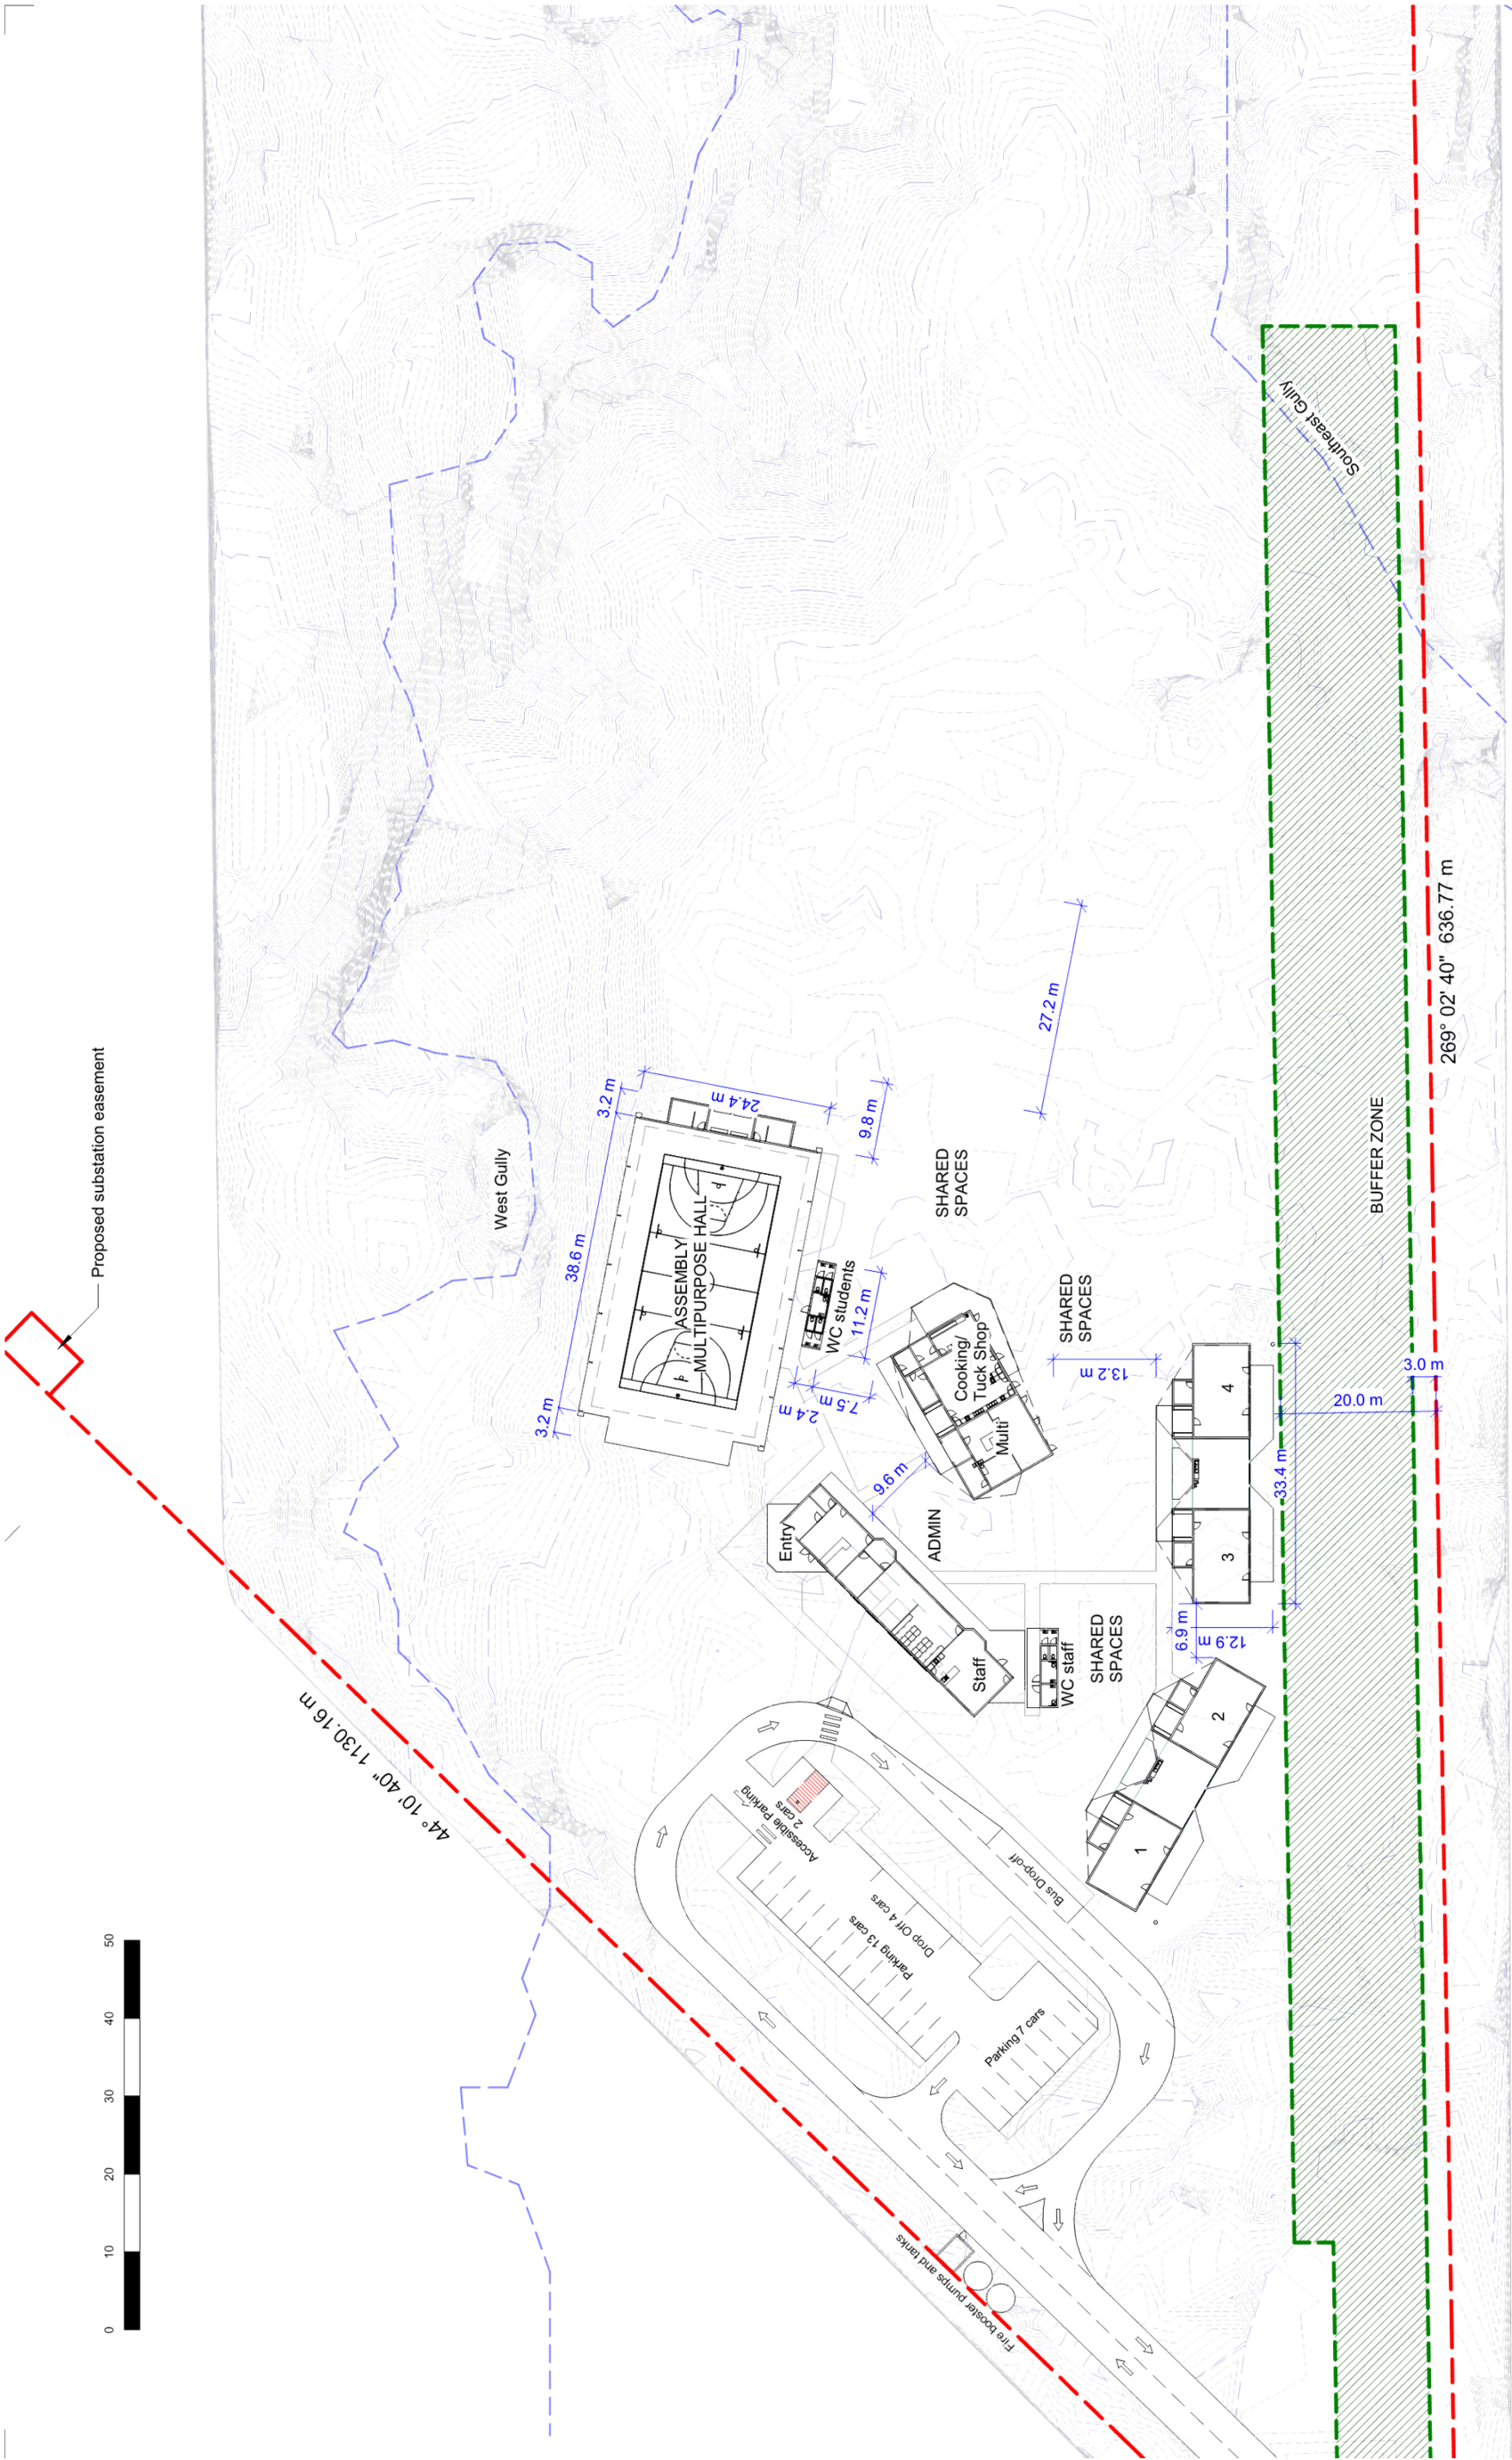 Proposed substation easement
West Gully
Southeast Gully
3.2 m
24.4 m
38.6 m
3.2 m
ASSEMBLY
MULTIPURPOSE HALL
WC students
11.2 m
2.4 m
7.5 m
9.8 m
27.2 m
SHARED
SPACES
SHARED
SPACES
Cooking/
Tuck Shop
Multi
13.2 m
9.6 m
Entry
ADMIN
Staff
WC staff
SHARED
SPACES
4
3
33.4 m
6.9 m
12.9 m
2
1
3.0 m
20.0 m
BUFFER ZONE
269° 02' 40" 636.77 m
44° 10' 40" 1130.16 m
Accessible Parking
2 cars
Bus Drop-off
Drop Off 4 cars
Parking 13 cars
Parking 7 cars
Fire booster pumps and tanks
0 10 20 30 40 50